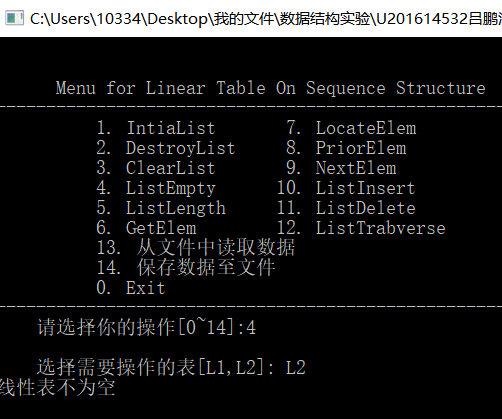 C:\Users\10334\Desktop\我的文件\数据结构实验\U201614532吕鹏
Menu for Linear Table On Sequence Structure
1. IntiaList 7. LocateElem
2. DestroyList 8. PriorElem
3. ClearList 9. NextElem
4. ListEmpty 10. ListInsert
5. ListLength 11. ListDelete
6. GetElem 12. ListTrabverse
13. 从文件中读取数据
14. 保存数据至文件
0. Exit
请选择你的操作[0~14]:4
选择需要操作的表[L1,L2]: L2
线性表不为空